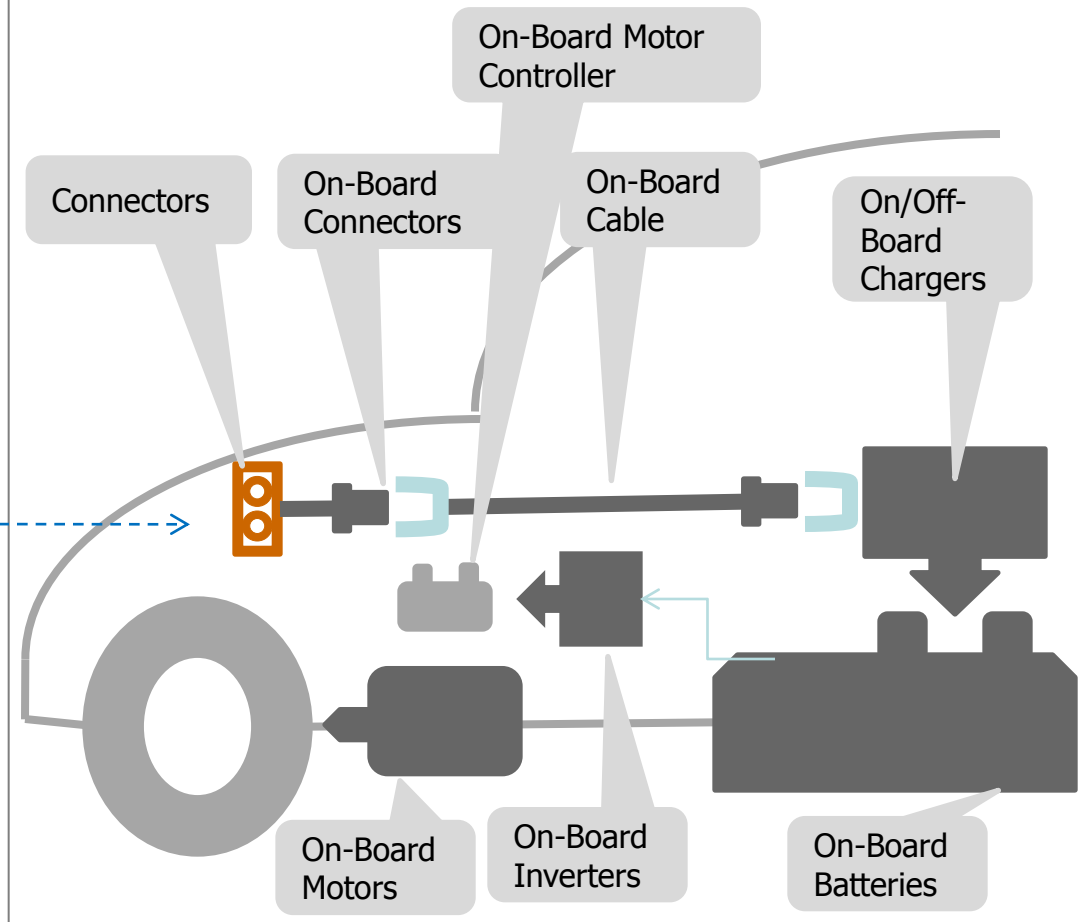 On-Board Motor
Controller
Connectors
On-Board
Connectors
On-Board
Cable
On/Off-
Board
Chargers
On-Board
Motors
On-Board
Inverters
On-Board
Batteries